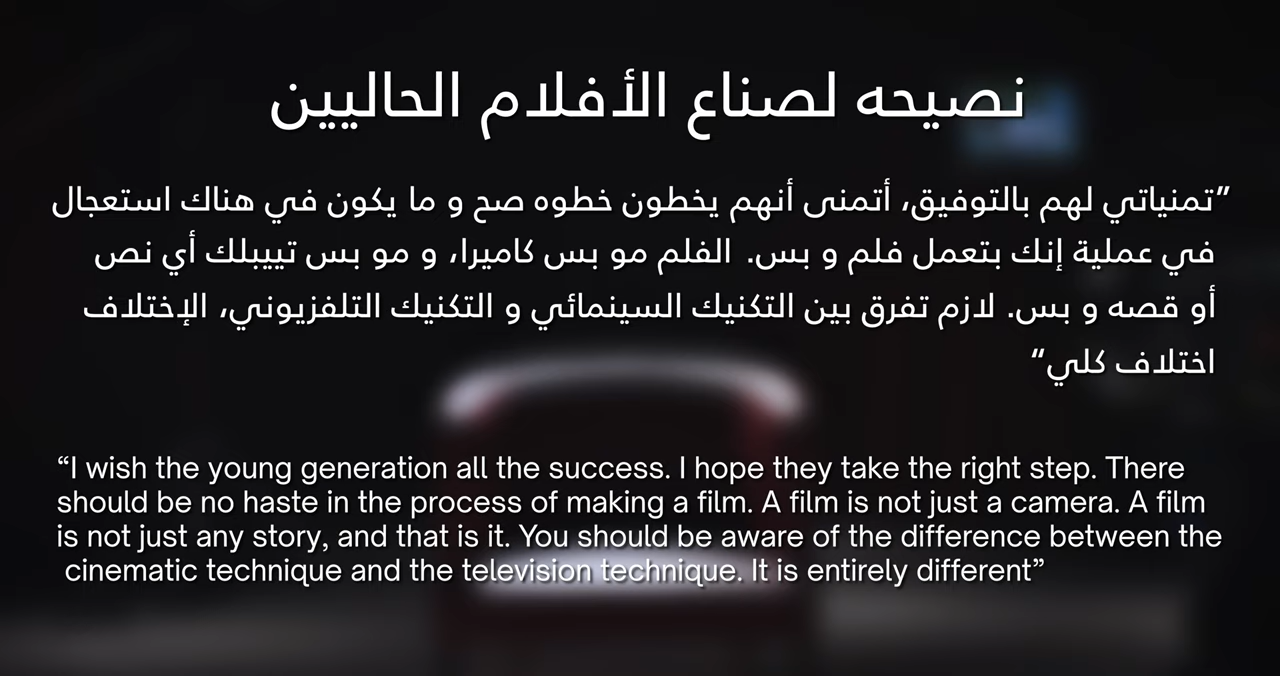 نصيحه لصناع الأفلام الحاليين
”تمنياتي لهم بالتوفيق، أتمنى أنهم يخطون خطوه صح و ما يكون في هناك استعجال
في عملية إنك بتعمل فلم و بس. الفلم مو بس كاميرا، و مو بس تييبلك أي نص
أو قصه و بس. لازم تفرق بين التكنيك السينمائي و التكنيك التلفزيوني، الإختلاف
اختلاف كلي“
“I wish the young generation all the success. I hope they take the right step. There
should be no haste in the process of making a film. A film is not just a camera. A film
is not just any story, and that is it. You should be aware of the difference between the
cinematic technique and the television technique. It is entirely different”